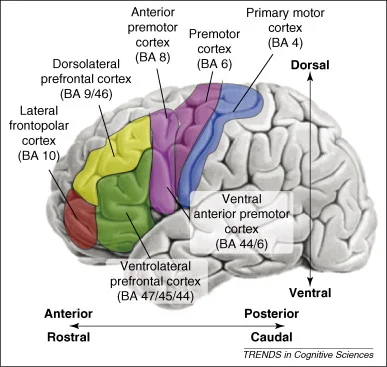 Anterior
premotor
cortex
(BA 8)
Premotor
cortex
(BA 6)
Primary motor
cortex
(BA 4)
Dorsolateral
prefrontal cortex
(BA 9/46)
Dorsal
Lateral
frontopolar
cortex
(BA 10)
Ventral
anterior premotor
cortex
(BA 44/6)
Ventrolateral
prefrontal cortex
(BA 47/45/44)
Ventral
Anterior
Posterior
Rostral
Caudal
TRENDS in Cognitive Sciences